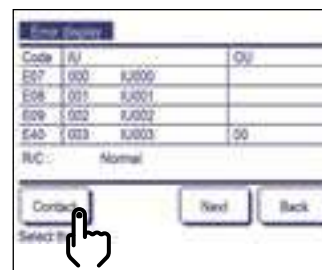 Error display
Code IU OU
E07 000 IU000
E08 001 IU001
E09 002 IU002
E40 003 IU003 00
R/C : Normal
Contact Next Back
Select the